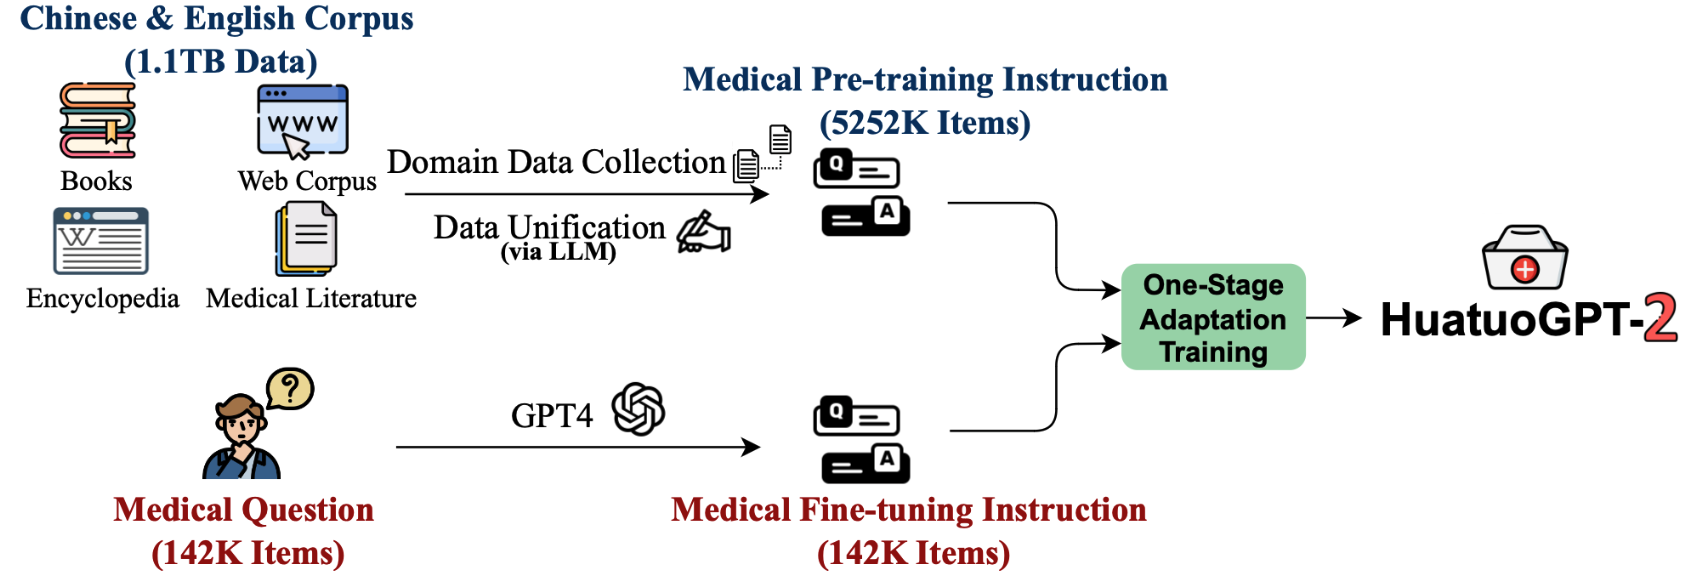 Chinese & English Corpus
(1.1TB Data)
WWW
Books
Web Corpus
W
Encyclopedia
Medical Literature
Domain Data Collection
Data Unification
(via LLM)
Medical Pre-training Instruction
(5252K Items)
Q
A
?
Medical Question
(142K Items)
GPT4
Q
A
Medical Fine-tuning Instruction
(142K Items)
One-Stage
Adaptation
Training
HuatuoGPT-2